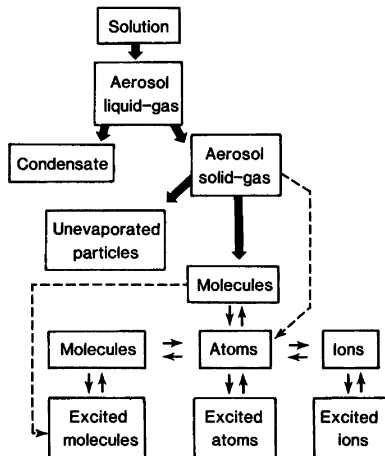 Solution
Aerosol
liquid-gas
Condensate
Aerosol
solid-gas
Unevaporated
particles
Molecules
Molecules
Atoms
Ions
Excited
molecules
Excited
atoms
Excited
ions